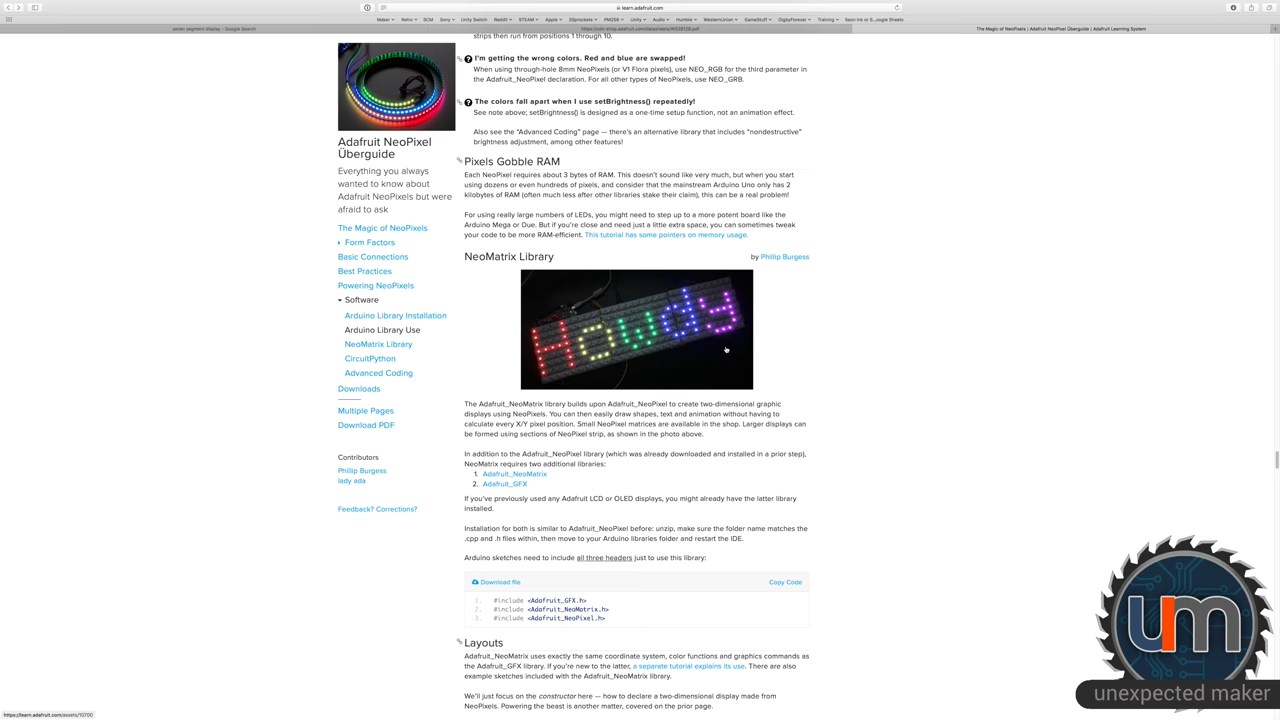 learn.adafruit.com
Maker Retro SCM Sony Unity Switch Reddit STEAM Apple 3Sprockets PMOSE Unity Audio Humble WesternUnion GameStuff DigbyForever Training
seven segment display - Google Search
The Magic of NeoPixels | Adafruit NeoPixel Überguide | Adafruit Learning System
strips then run from positions 1 through 10.
I'm getting the wrong colors. Red and blue are swapped!
When using through-hole 8mm NeoPixels (or V1 Flora pixels), use NEO_RGB for the third parameter in
the Adafruit_NeoPixel declaration. For all other types of NeoPixels, use NEO_GRB.
The colors fall apart when I use setBrightness() repeatedly!
See note above; setBrightness() is designed as a one-time setup function, not an animation effect.
Also see the “Advanced Coding” page — there's an alternative library that includes “nondestructive”
brightness adjustment, among other features!
Pixels Gobble RAM
Each NeoPixel requires about 3 bytes of RAM. This doesn't sound like very much, but when you start
using dozens or even hundreds of pixels, and consider that the mainstream Arduino Uno only has 2
kilobytes of RAM (often much less after other libraries stake their claim), this can be a real problem!
For using really large numbers of LEDs, you might need to step up to a more potent board like the
Arduino Mega or Due. But if you're close and need just a little extra space, you can sometimes tweak
your code to be more RAM-efficient. This tutorial has some pointers on memory usage.
NeoMatrix Library
by Phillip Burgess
Howdy
The Adafruit_NeoMatrix library builds upon Adafruit_NeoPixel to create two-dimensional graphic
displays using NeoPixels. You can then easily draw shapes, text and animation without having to
calculate every X/Y pixel position. Small NeoPixel matrices are available in the shop. Larger displays can
be formed using sections of NeoPixel strip, as shown in the photo above.
In addition to the Adafruit_NeoPixel library (which was already downloaded and installed in a prior step),
NeoMatrix requires two additional libraries:
1. Adafruit_NeoMatrix
2. Adafruit_GFX
If you've previously used any Adafruit LCD or OLED displays, you might already have the latter library
installed.
Installation for both is similar to Adafruit_NeoPixel before: unzip, make sure the folder name matches the
.cpp and .h files within, then move to your Arduino libraries folder and restart the IDE.
Arduino sketches need to include all three headers just to use this library:
Download file
Copy Code
1. #include <Adafruit_GFX.h>
2. #include <Adafruit_NeoMatrix.h>
3. #include <Adafruit_NeoPixel.h>
Layouts
Adafruit_NeoMatrix uses exactly the same coordinate system, color functions and graphics commands as
the Adafruit_GFX library. If you're new to the latter, a separate tutorial explains its use. There are also
example sketches included with the Adafruit_NeoMatrix library.
We'll just focus on the constructor here — how to declare a two-dimensional display made from
NeoPixels. Powering the beast is another matter, covered on the prior page.
Adafruit NeoPixel
Überguide
Everything you always
wanted to know about
Adafruit NeoPixels but were
afraid to ask
The Magic of NeoPixels
Form Factors
Basic Connections
Best Practices
Powering NeoPixels
Software
Arduino Library Installation
Arduino Library Use
NeoMatrix Library
CircuitPython
Advanced Coding
Downloads
Multiple Pages
Download PDF
Contributors
Phillip Burgess
lady ada
Feedback? Corrections?
https://learn.adafruit.com/assets/10700
um
unexpected maker